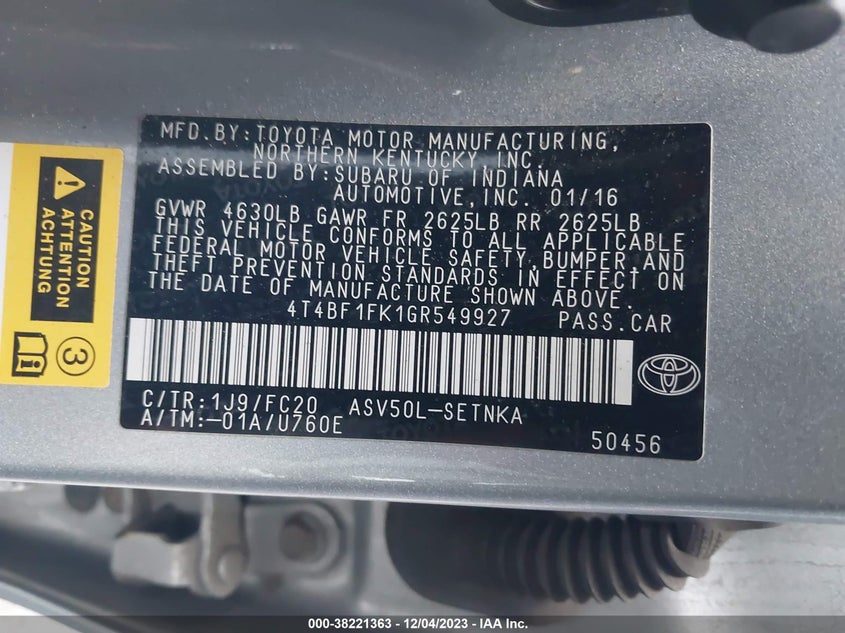 MFD.BY:TOYOTA MOTOR MANUFACTURING,
NORTHERN KENTUCKY, INC.
ASSEMBLED BY:SUBARU OF INDIANA
AUTOMOTIVE,INC. 01/16
GVWR 4630LB GAWR FR 2625LB RR 2625LB
THIS VEHICLE CONFORMS TO ALL APPLICABLE
FEDERAL MOTOR VEHICLE SAFETY,BUMPER,AND
THEFT PREVENTION STANDARDS IN EFFECT ON
THE DATE OF MANUFACTURE SHOWN ABOVE.
4T4BF1FK1GR549927 PASS.CAR
C/TR:1J9/FC20 ASV50L-SETNKA
A/TM:-01A/U760E
50456
CAUTION
ATTENTION
ACHTUNG
3
000-38221363 - 12/04/2023 - IAA Inc.